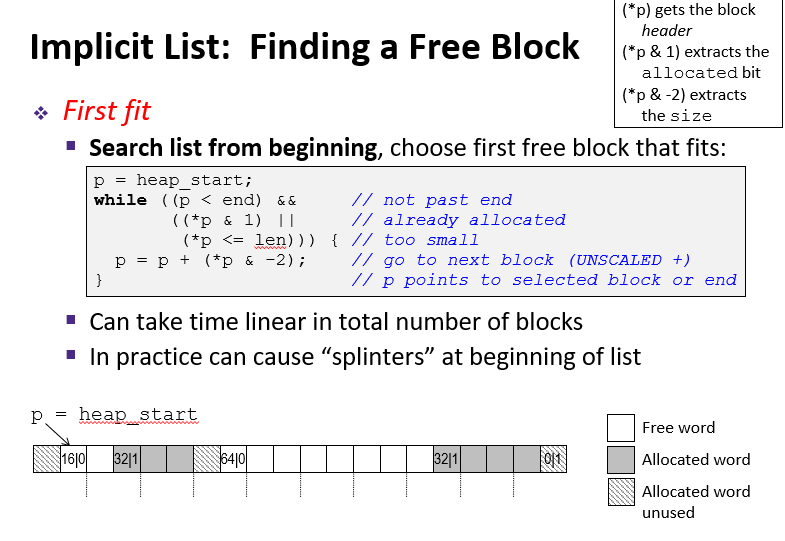 (*p) gets the block
header
(*p & 1) extracts the
allocated bit
(*p & -2) extracts
the size
Implicit List:  Finding a Free Block
First fit
Search list from beginning, choose first free block that fits:
p = heap_start;
while ((p < end) &&     // not past end
((*p & 1) ||     // already allocated
(*p <= len))) { // too small
p = p + (*p & -2);    // go to next block (UNSCALED +)
}                       // p points to selected block or end
Can take time linear in total number of blocks
In practice can cause “splinters” at beginning of list
p = heap_start
16|0 32|1 64|0 32|1 0|1
Free word
Allocated word
Allocated word
unused